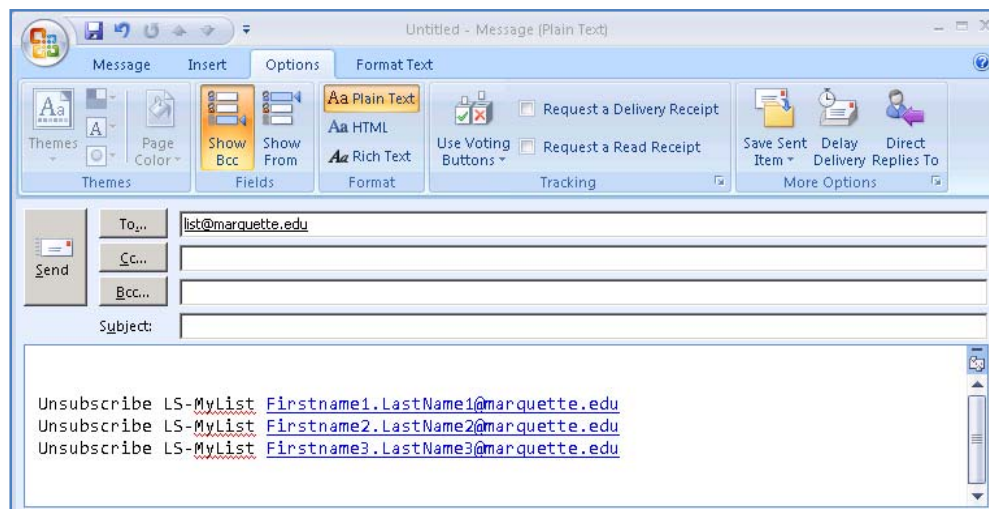 Untitled - Message (Plain Text)
Message Insert Options Format Text
Aa Themes
A
Page Color
Show Bcc
Show From
Aa Plain Text
Aa HTML
Aa Rich Text
Use Voting Buttons
Request a Delivery Receipt
Request a Read Receipt
Save Sent Item
Delay Delivery
Direct Replies To
Themes Fields Format Tracking More Options
Send
To... list@marquette.edu
Cc...
Bcc...
Subject:
Unsubscribe LS-MyList Firstname1.LastName1@marquette.edu
Unsubscribe LS-MyList Firstname2.LastName2@marquette.edu
Unsubscribe LS-MyList Firstname3.LastName3@marquette.edu